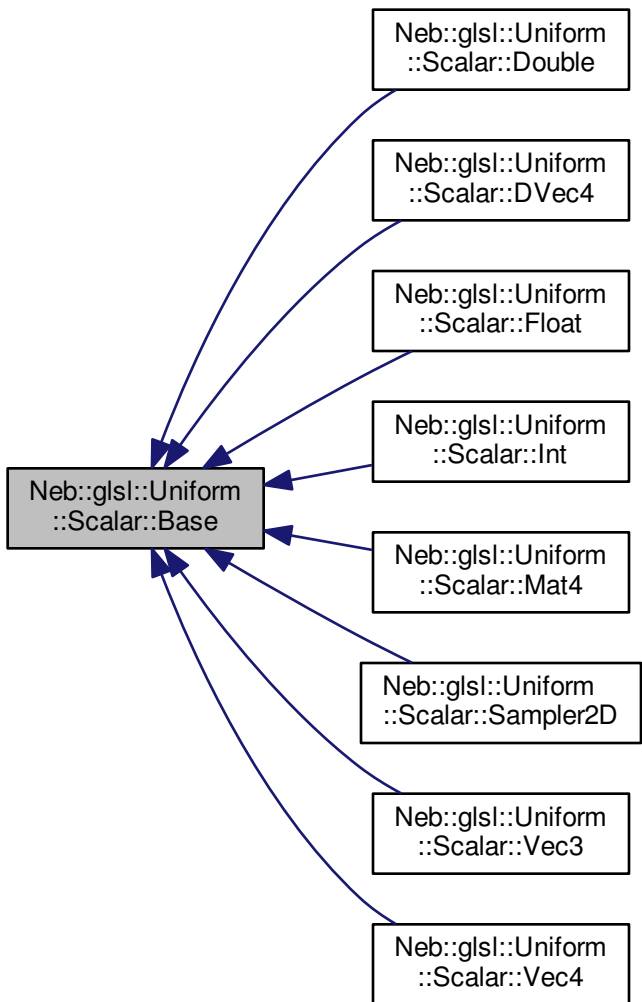 Neb::glsl::Uniform
::Scalar::Double
Neb::glsl::Uniform
::Scalar::DVec4
Neb::glsl::Uniform
::Scalar::Float
Neb::glsl::Uniform
::Scalar::Int
Neb::glsl::Uniform
::Scalar::Base
Neb::glsl::Uniform
::Scalar::Mat4
Neb::glsl::Uniform
::Scalar::Sampler2D
Neb::glsl::Uniform
::Scalar::Vec3
Neb::glsl::Uniform
::Scalar::Vec4